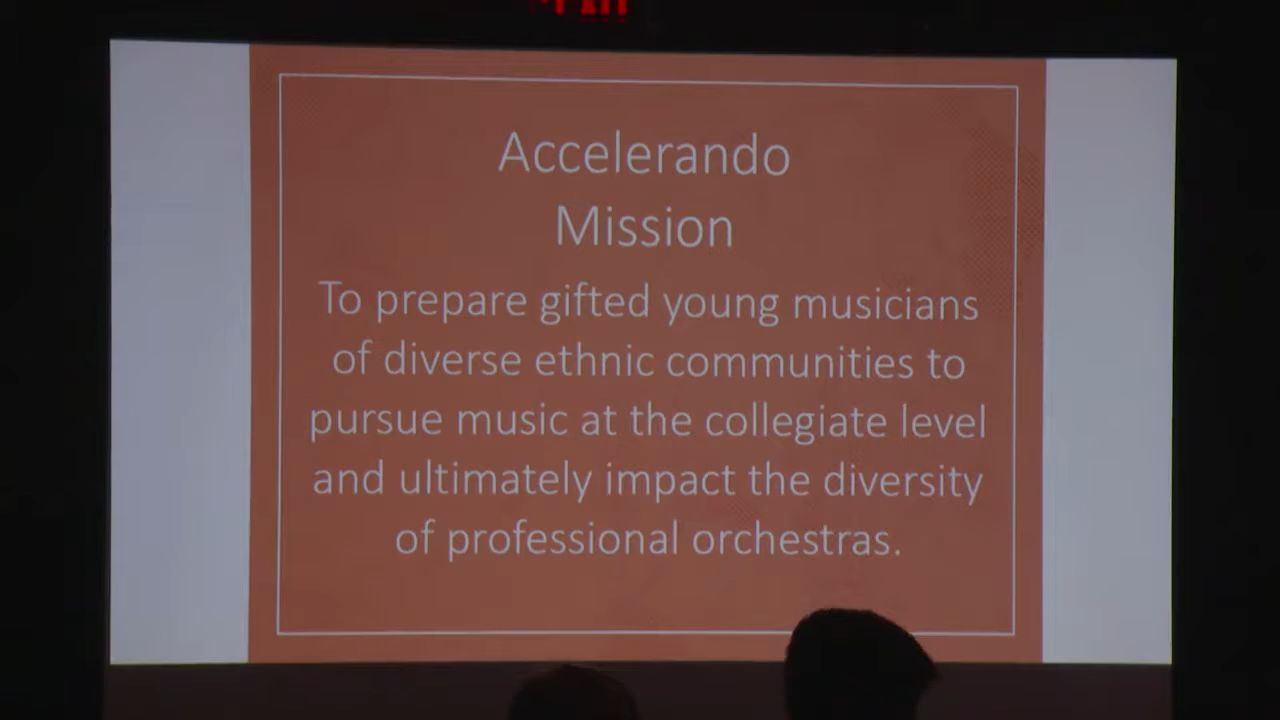 Accelerando
Mission
To prepare gifted young musicians
of diverse ethnic communities to
pursue music at the collegiate level
and ultimately impact the diversity
of professional orchestras.